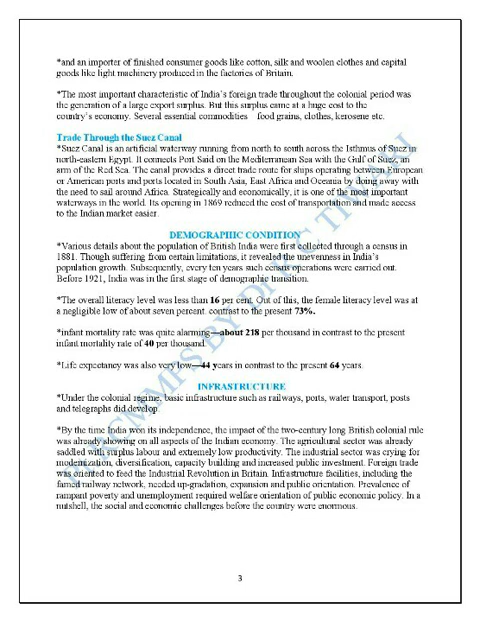 *and an importer of finished consumer goods like cotton, silk and woolen clothes and capital
goods like light machinery produced in the factories of Britain.
*The most important characteristic of India's foreign trade throughout the colonial period was
the generation of a large export surplus. But this surplus came at a huge cost to the
country's economy. Several essential commodities food grains, clothes, kerosene etc.
Trade Through the Suez Canal
*Suez Canal is an artificial waterway running from north to south across the Isthmus of Suez in
north-eastern Egypt. It connects Port Said on the Mediterranean Sea with the Gulf of Suez, an
arm of the Red Sea. The canal provides a direct trade route for ships operating between European
or American ports and ports located in South Asia, East Africa and Oceania by doing away with
the need to sail around Africa. Strategically and economically, it is one of the most important
waterways in the world. Its opening in 1869 reduced the cost of transportation and made access
to the Indian market easier.
DEMOGRAPHIC CONDITION
*Various details about the population of British India were first collected through a census in
1881. Though suffering from certain limitations, it revealed the unevenness in India's
population growth. Subsequently, every ten years such census operations were carried out.
Before 1921, India was in the first stage of demographic transition.
*The overall literacy level was less than 16 per cent. Out of this, the female literacy level was at
a negligible low of about seven percent. contrast to the present 73%.
*infant mortality rate was quite alarming—about 218 per thousand in contrast to the present
infant mortality rate of 40 per thousand.
*Life expectancy was also very low—44 years in contrast to the present 64 years.
INFRASTRUCTURE
*Under the colonial regime, basic infrastructure such as railways, ports, water transport, posts
and telegraphs did develop.
*By the time India won its independence, the impact of the two-century long British colonial rule
was already showing on all aspects of the Indian economy. The agricultural sector was already
saddled with surplus labour and extremely low productivity. The industrial sector was crying for
modernization, diversification, capacity building and increased public investment. Foreign trade
was oriented to feed the Industrial Revolution in Britain. Infrastructure facilities, including the
famed railway network, needed up-gradation, expansion and public orientation. Prevalence of
rampant poverty and unemployment required welfare orientation of public economic policy. In a
nutshell, the social and economic challenges before the country were enormous.
3